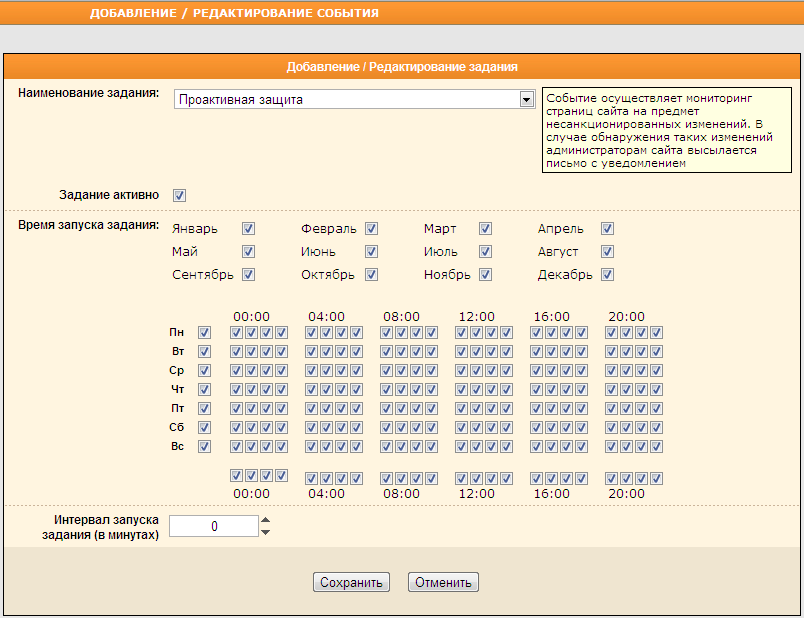 ДОБАВЛЕНИЕ / РЕДАКТИРОВАНИЕ СОБЫТИЯ
Добавление / Редактирование задания
Наименование задания:
Проактивная защита
Событие осуществляет мониторинг
страниц сайта на предмет
несанкционированных изменений. В
случае обнаружения таких изменений
администраторам сайта высылается
письмо с уведомлением
Задание активно
Время запуска задания:
Январь Февраль Март Апрель
Май Июнь Июль Август
Сентябрь Октябрь Ноябрь Декабрь
00:00 04:00 08:00 12:00 16:00 20:00
Пн
Вт
Ср
Чт
Пт
Сб
Вс
00:00 04:00 08:00 12:00 16:00 20:00
Интервал запуска
задания (в минутах)
0
Сохранить Отменить